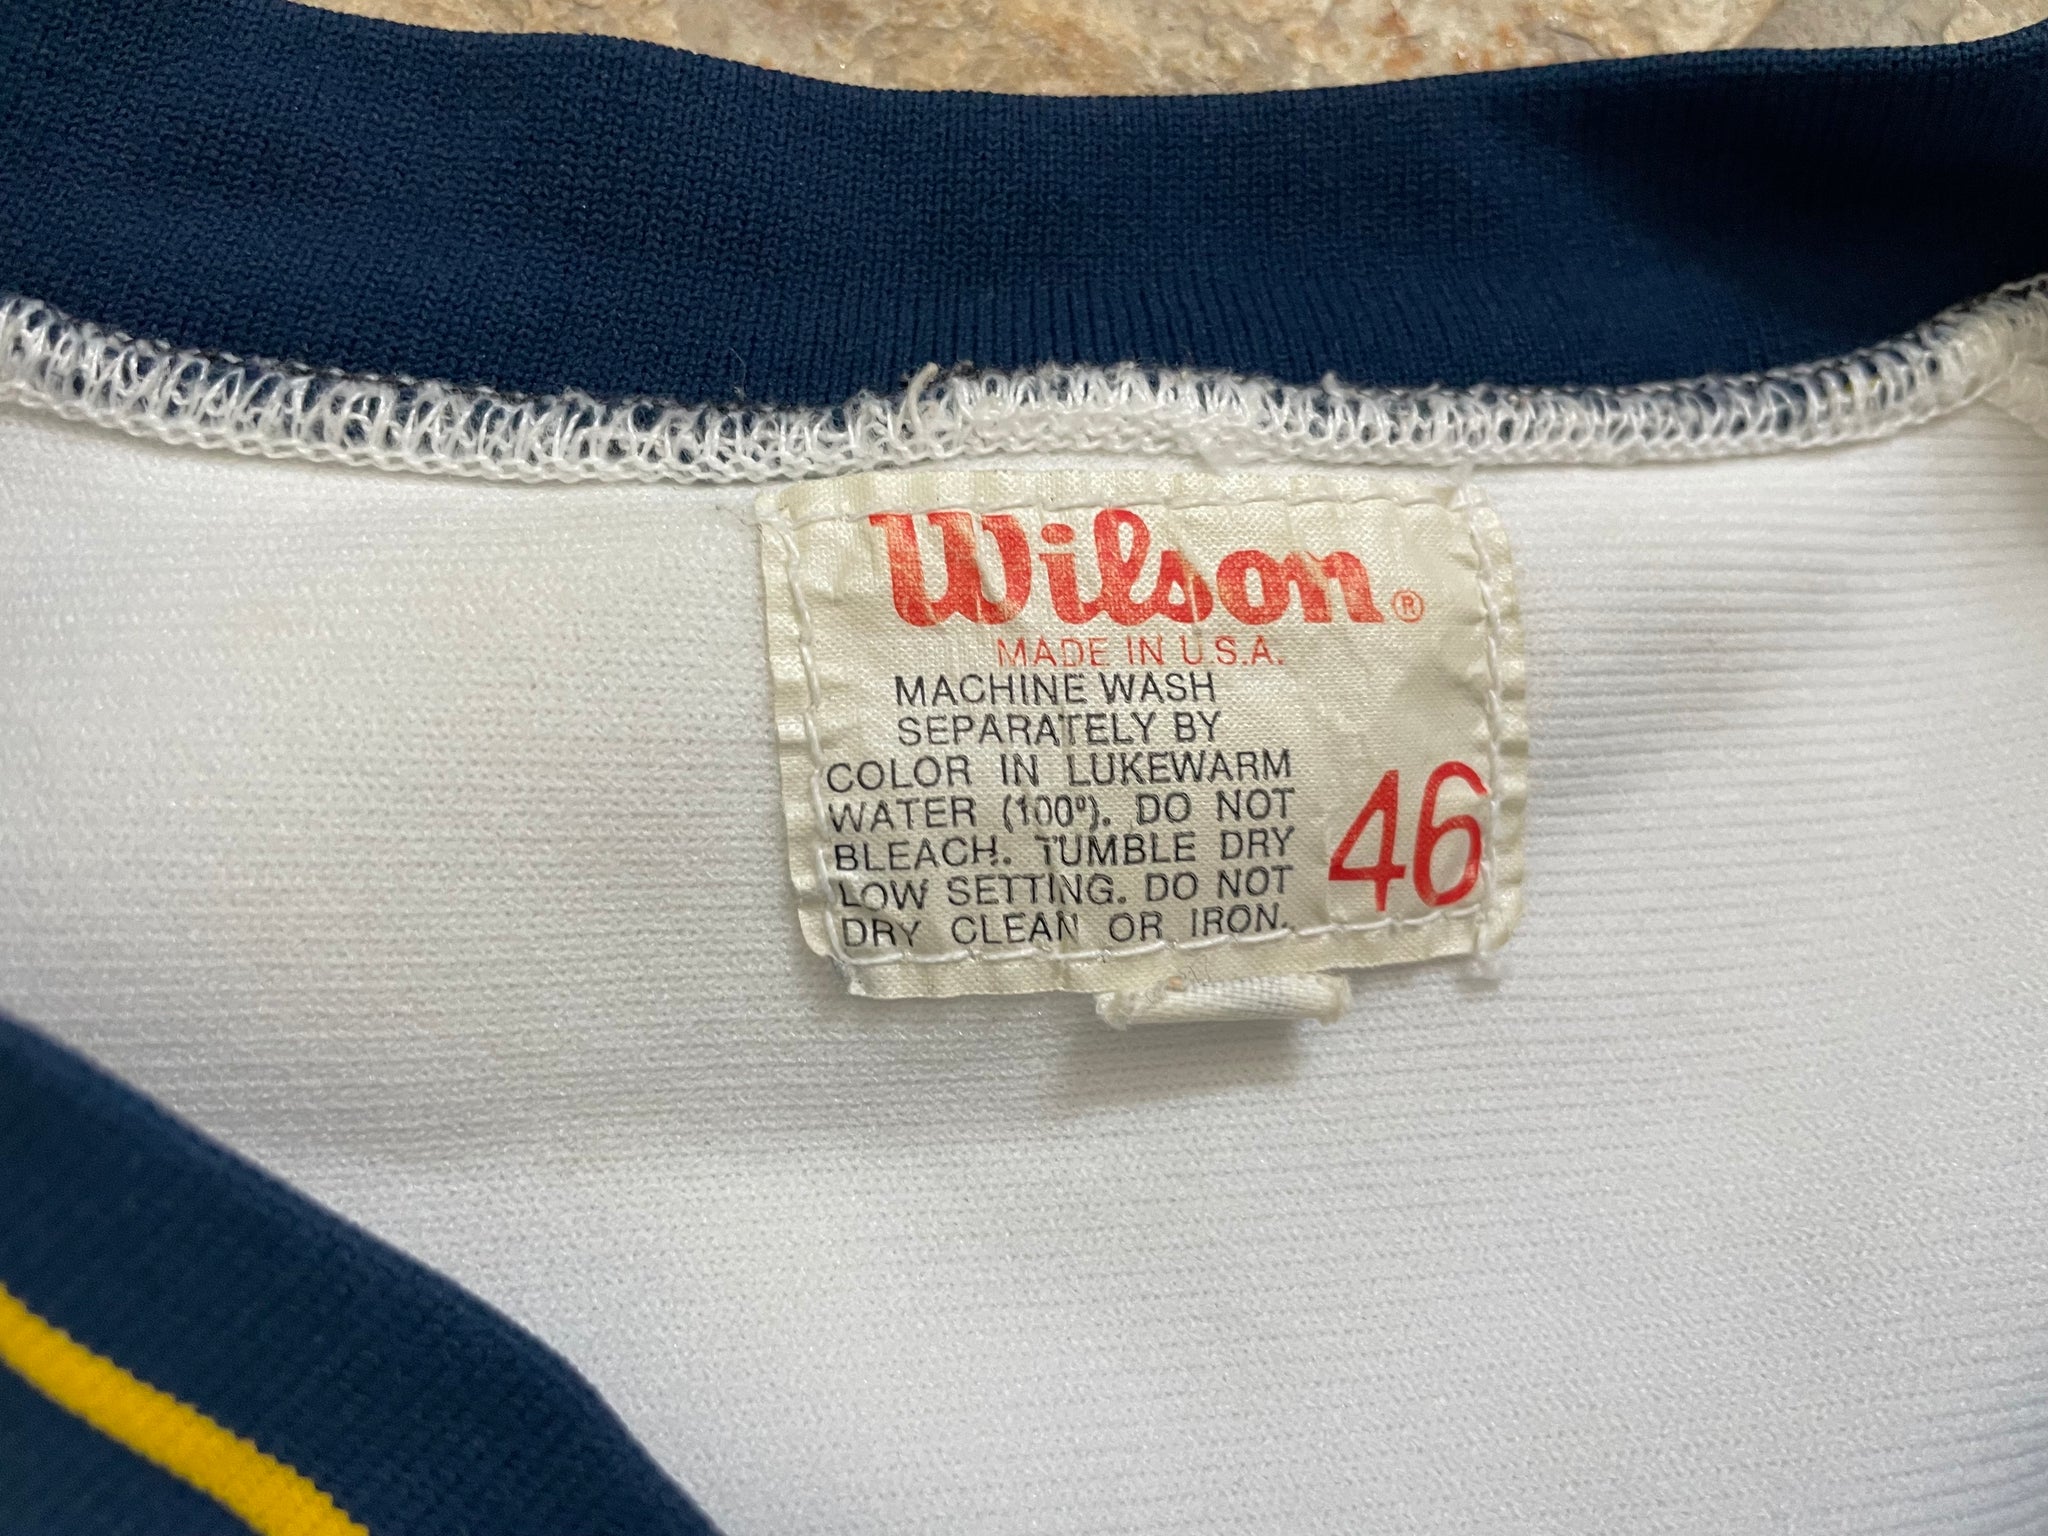 Wilson®
MADE IN U.S.A.
MACHINE WASH
SEPARATELY BY
COLOR IN LUKEWARM
WATER (100º). DO NOT
BLEACH. TUMBLE DRY
LOW SETTING. DO NOT
DRY CLEAN OR IRON.
46